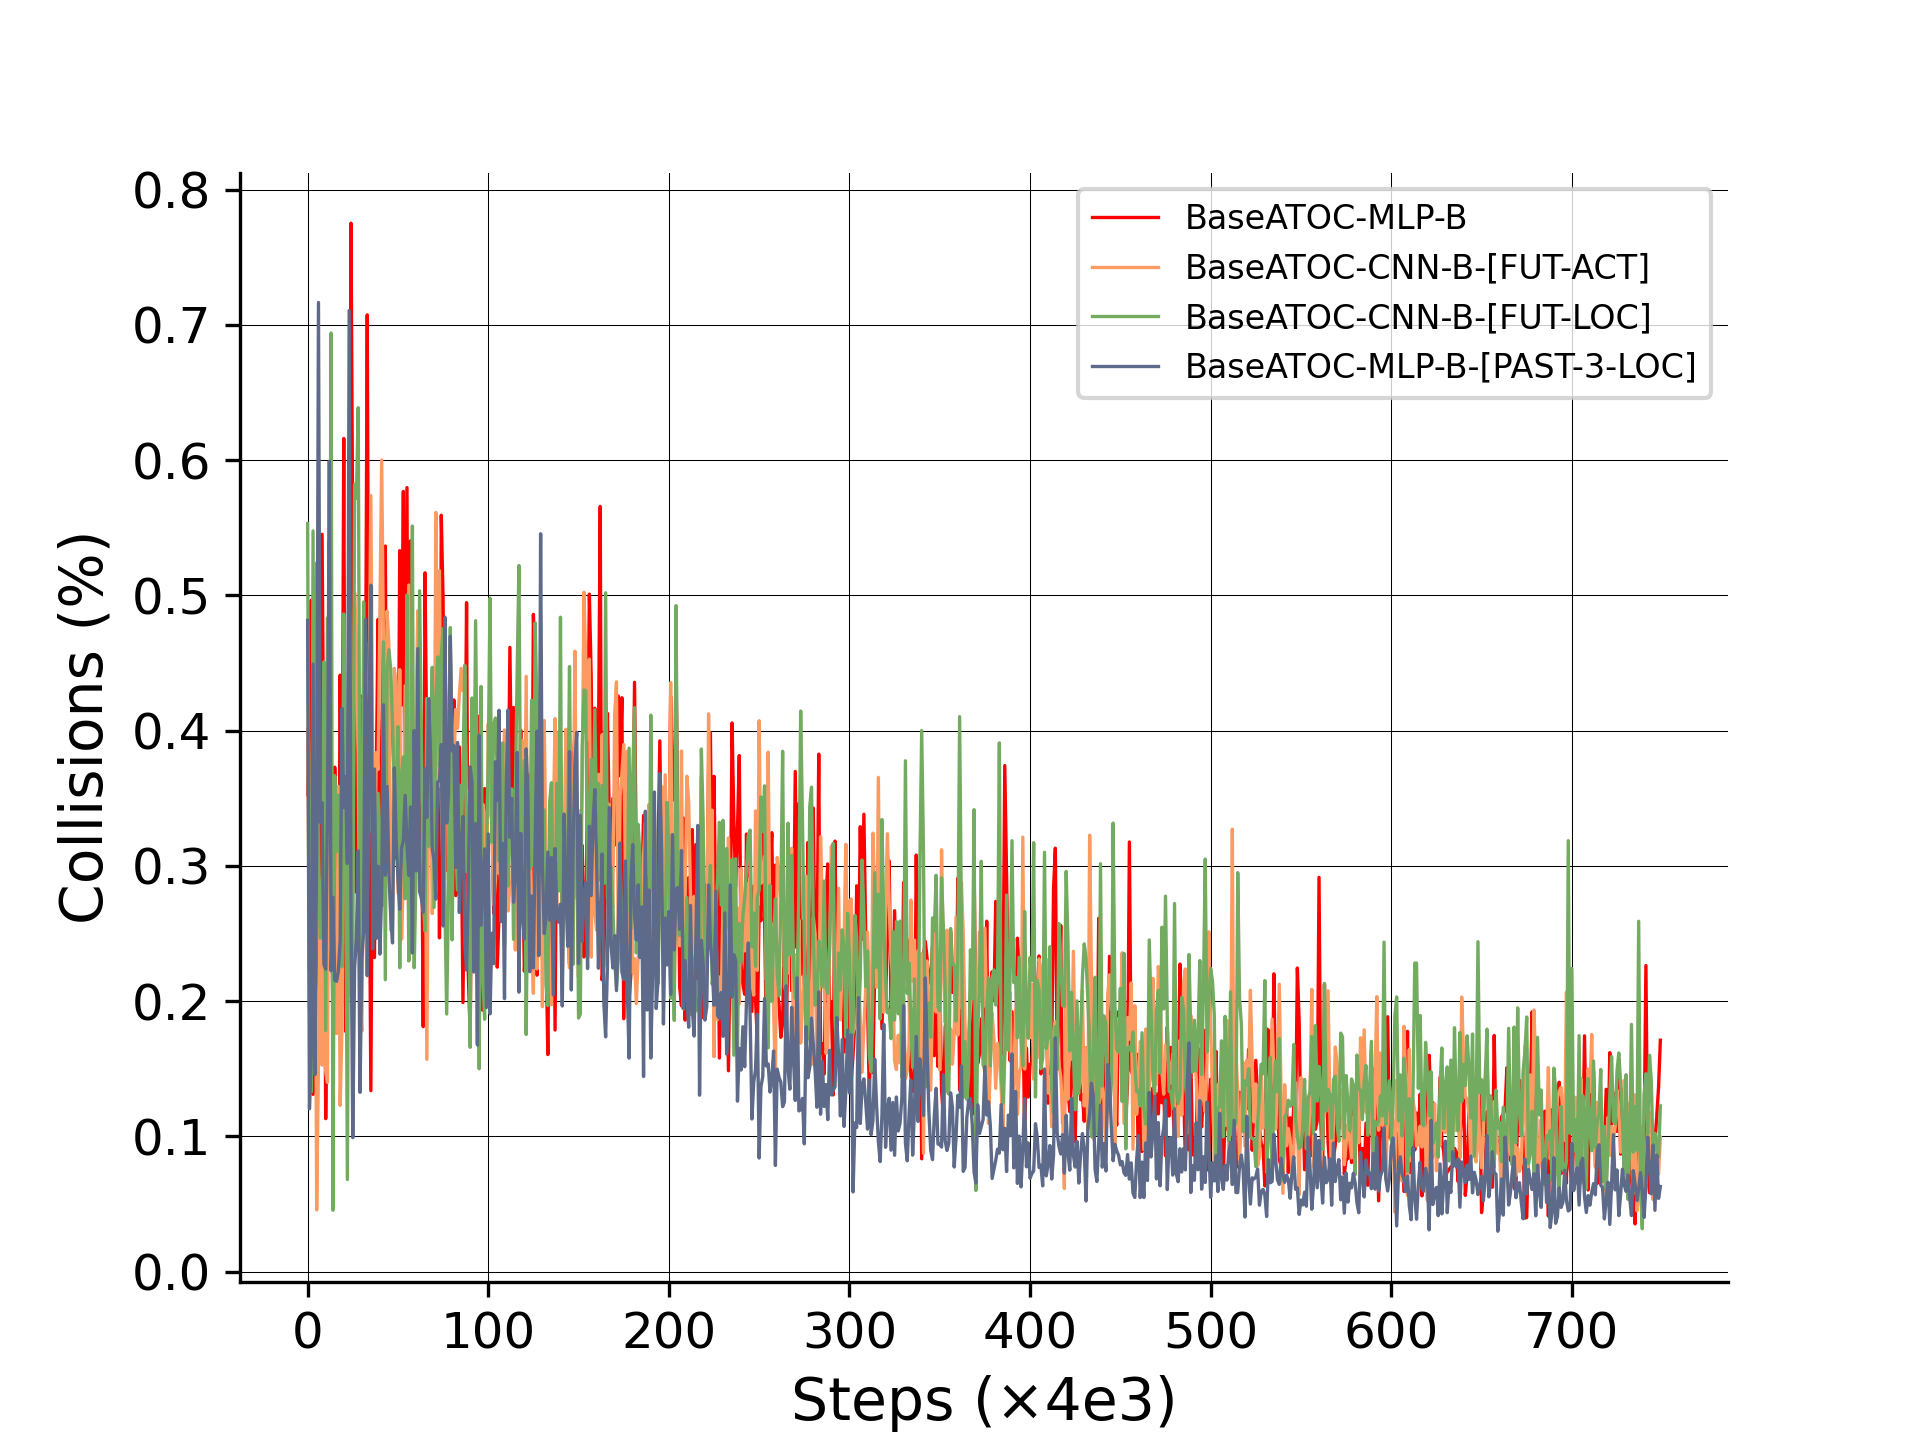 0.8
0.7
0.6
0.5
0.4
0.3
0.2
0.1
0.0
Collisions (%)
BaseATOC-MLP-B
BaseATOC-CNN-B-[FUT-ACT]
BaseATOC-CNN-B-[FUT-LOC]
BaseATOC-MLP-B-[PAST-3-LOC]
0 100 200 300 400 500 600 700
Steps (×4e3)